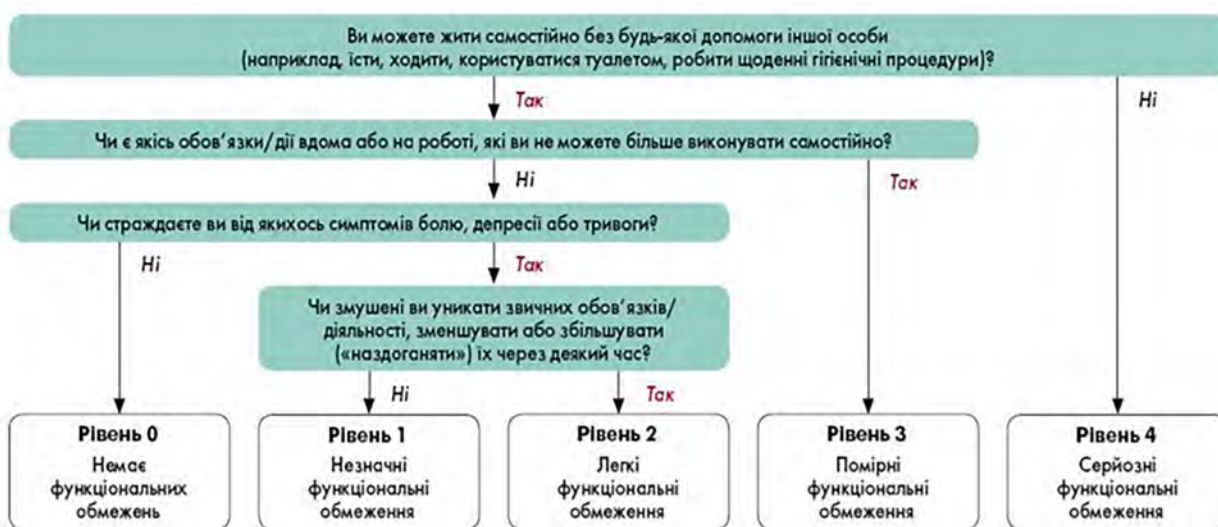 Ви можете жити самостійно без будь-якої допомоги іншої особи
(наприклад, їсти, ходити, користуватися туалетом, робити щоденні гігієнічні процедури)?
Так
Ні
Чи є якісь обов'язки/дії вдома або на роботі, які ви не можете більше виконувати самостійно?
Ні
Так
Чи страждаєте ви від якихось симптомів болю, депресії або тривоги?
Ні
Так
Чи змушені ви уникати звичних обов'язків/
діяльності, зменшувати або збільшувати
(«наздоганяти») їх через деякий час?
Ні
Так
Рівень 0
Немає
функціональних
обмежень
Рівень 1
Незначні
функціональні
обмеження
Рівень 2
Легкі
функціональні
обмеження
Рівень 3
Помірні
функціональні
обмеження
Рівень 4
Серйозні
функціональні
обмеження